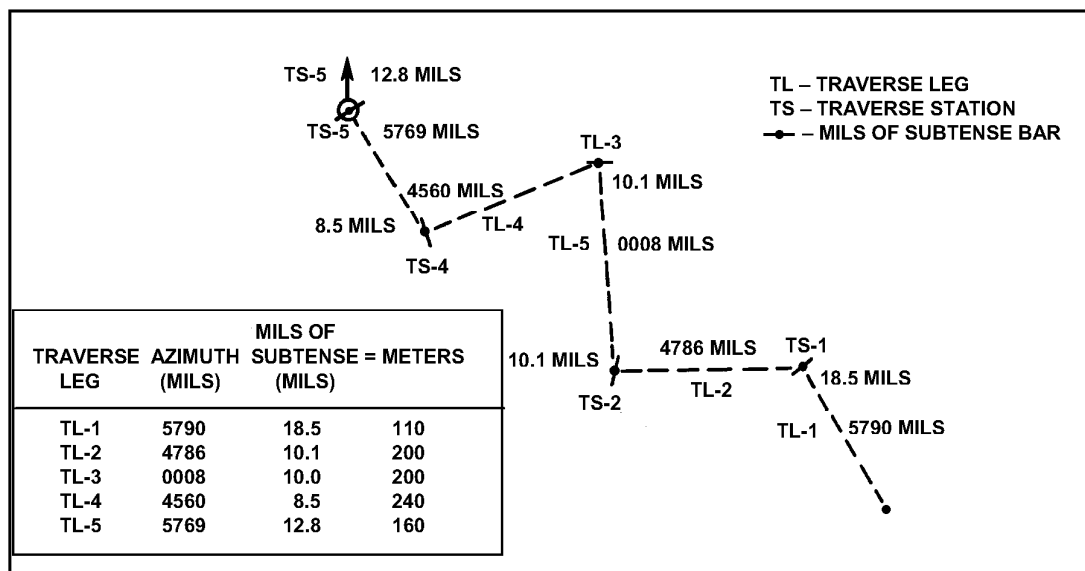 TS-5 12.8 MILS
TS-5
5769 MILS
TL – TRAVERSE LEG
TS – TRAVERSE STATION
– MILS OF SUBTENSE BAR
TL-3
10.1 MILS
4560 MILS
8.5 MILS
TL-4
TS-4
TL-5 0008 MILS
10.1 MILS
4786 MILS
TS-1
18.5 MILS
TS-2
TL-2
TL-1
5790 MILS
MILS OF
TRAVERSE AZIMUTH SUBTENSE = METERS
LEG (MILS) (MILS)
TL-1 5790 18.5 110
TL-2 4786 10.1 200
TL-3 0008 10.0 200
TL-4 4560 8.5 240
TL-5 5769 12.8 160